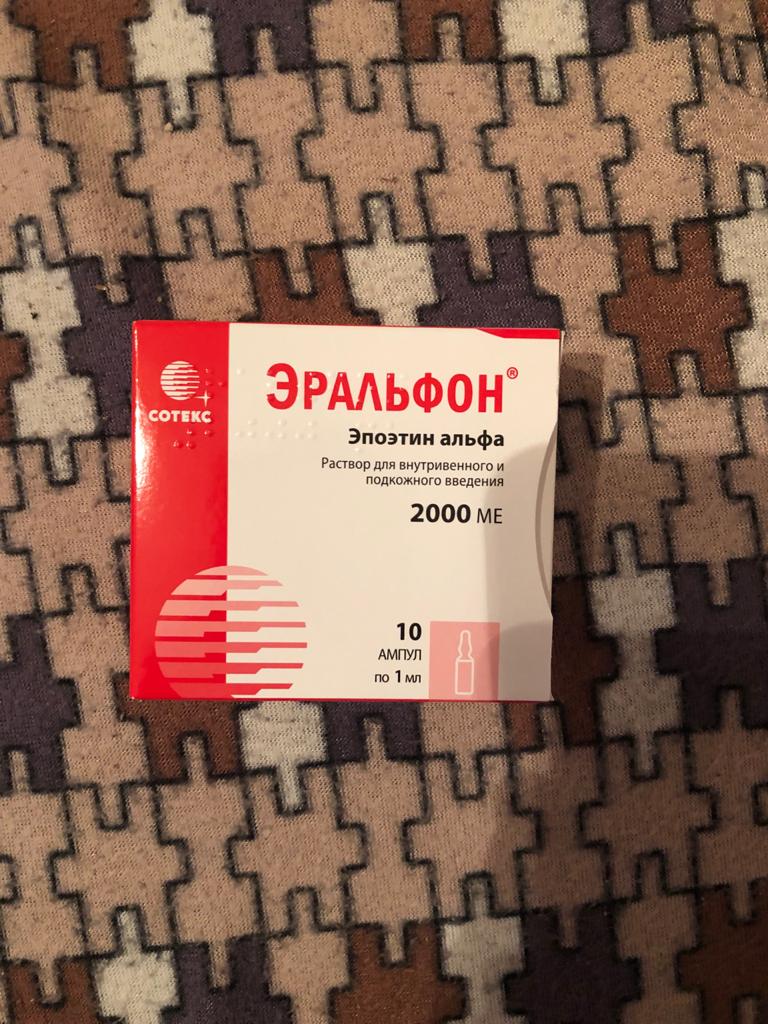 СОТЕКС
ЭРАЛЬФОН®
Эпоэтин альфа
Раствор для внутривенного и
подкожного введения
2000 МЕ
10
АМПУЛ
по 1 мл